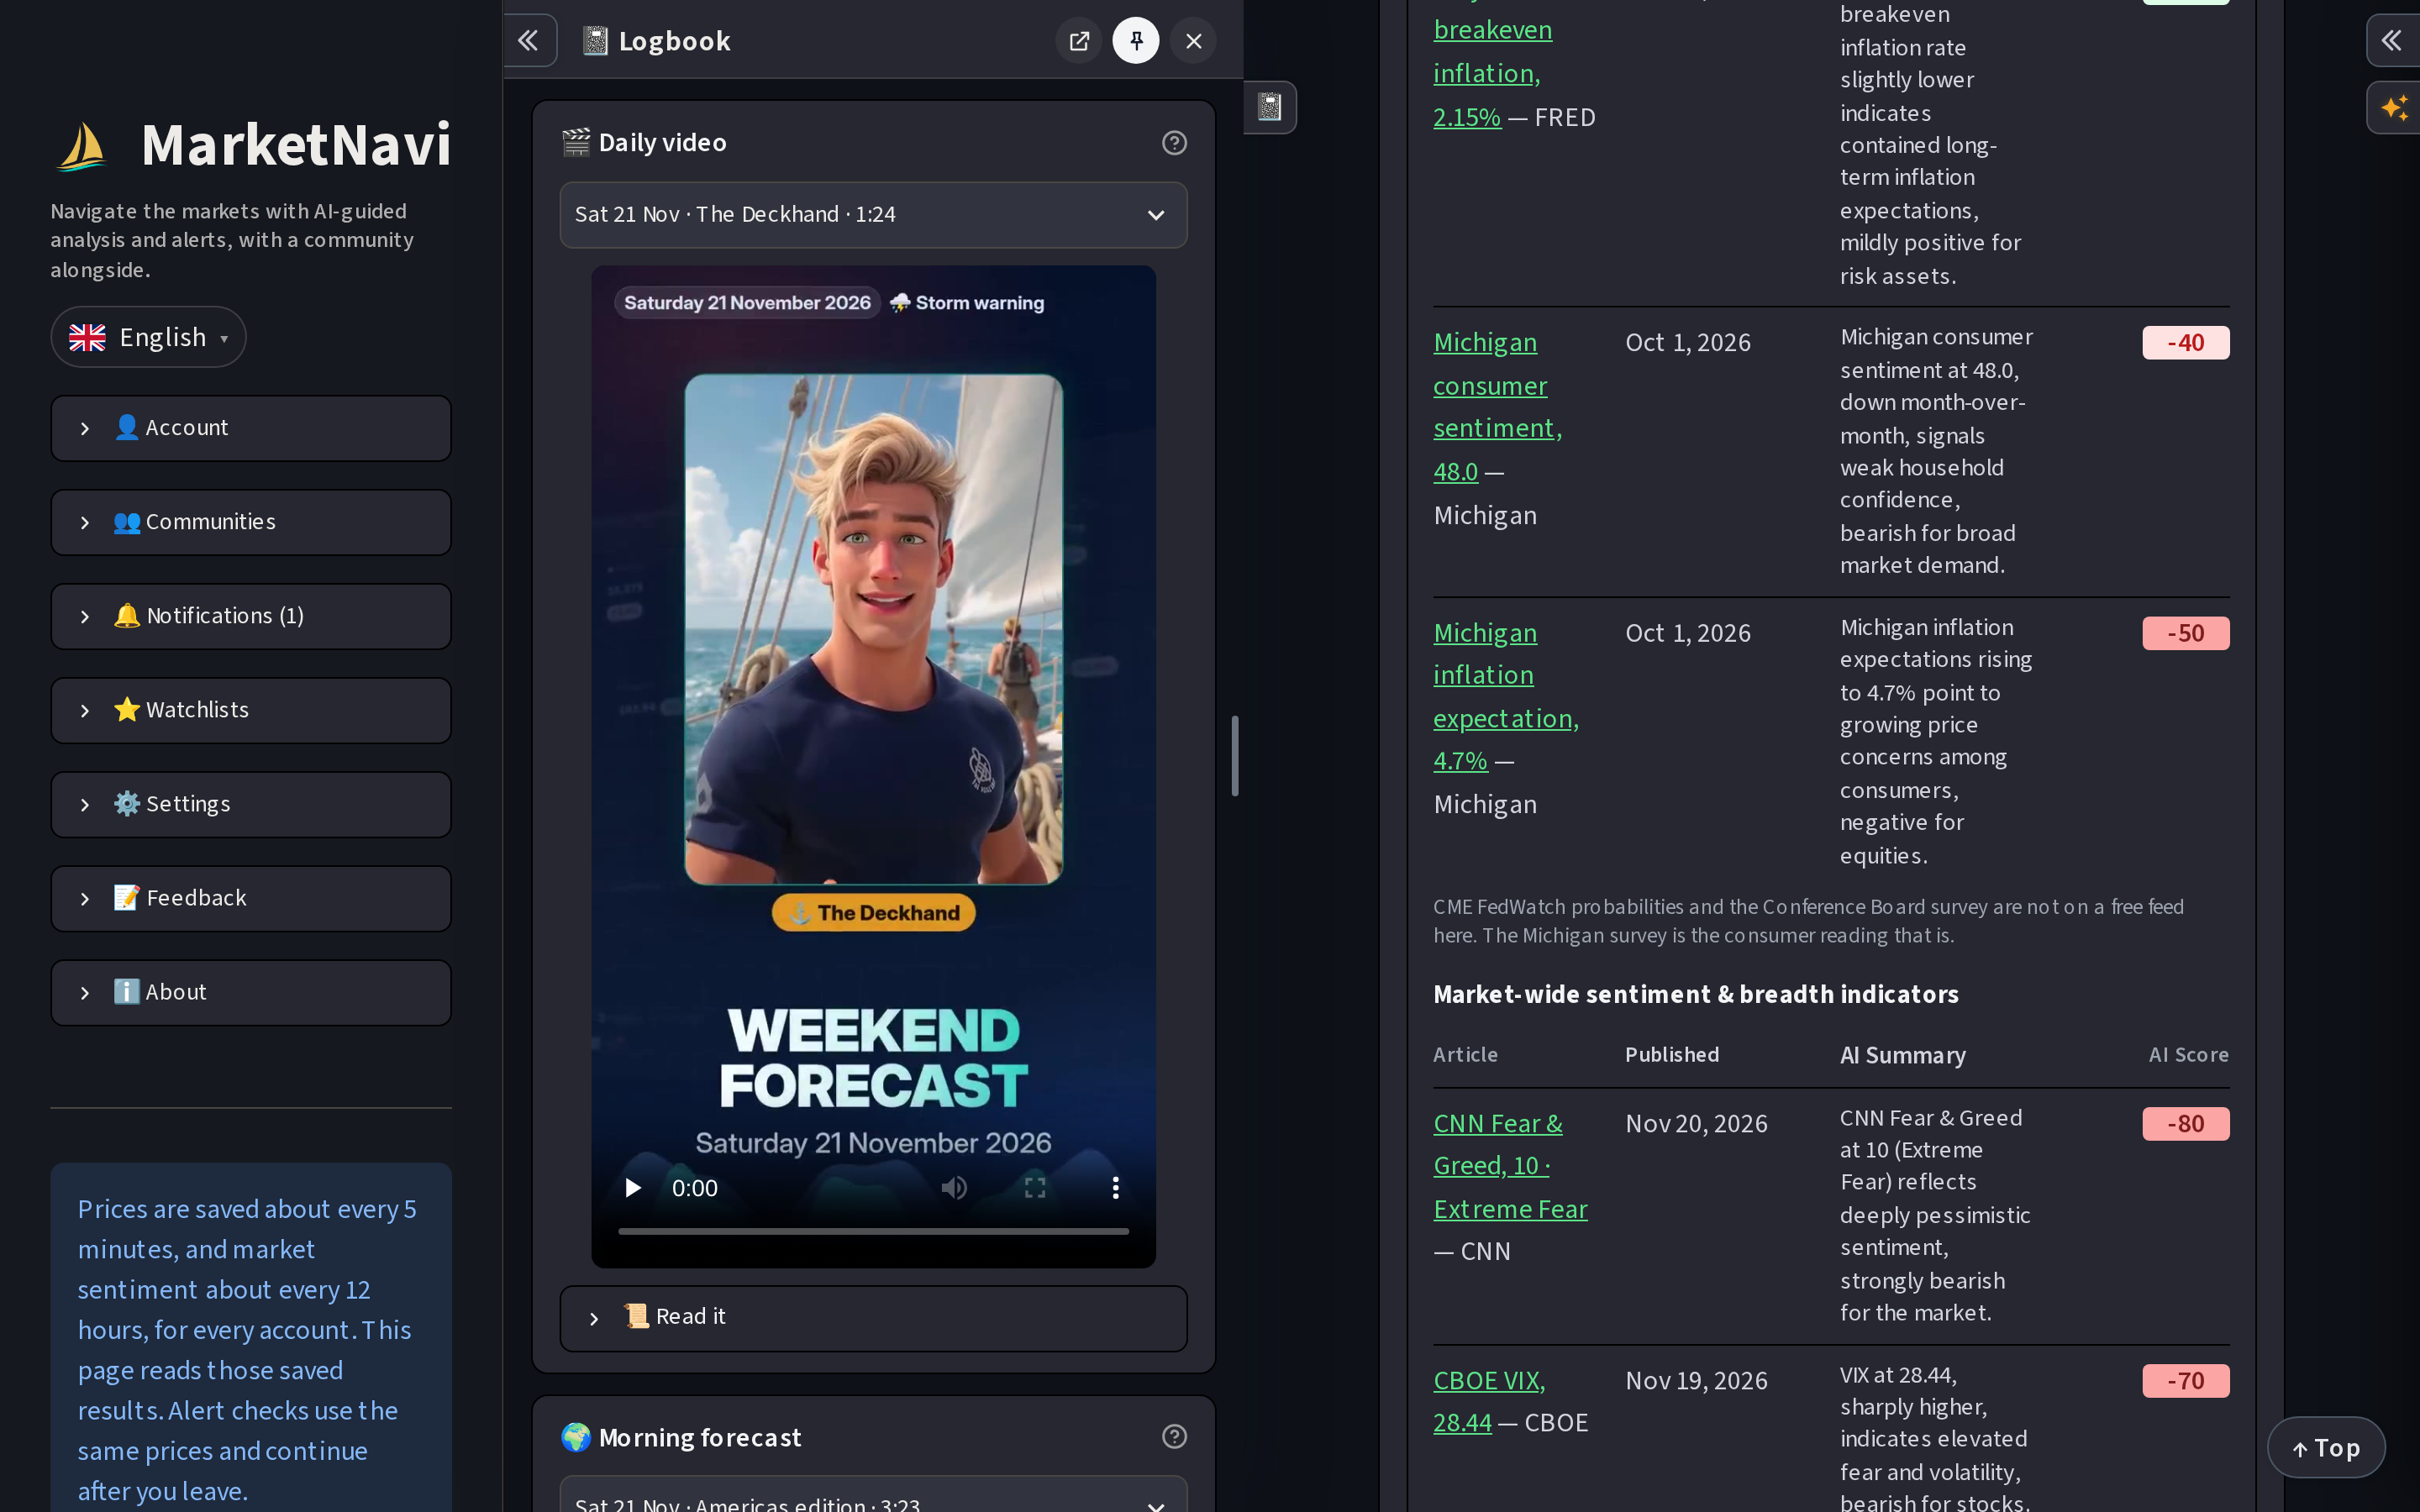 MarketNavi
Navigate the markets with AI-guided
analysis and alerts, with a community
alongside.
English
Account
Communities
Notifications (1)
Watchlists
Settings
Feedback
About
Prices are saved about every 5
minutes, and market
sentiment about every 12
hours, for every account. This
page reads those saved
results. Alert checks use the
same prices and continue
after you leave.
Logbook
Daily video
Sat 21 Nov · The Deckhand · 1:24
Saturday 21 November 2026 Storm warning
The Deckhand
WEEKEND
FORECAST
Saturday 21 November 2026
0:00
Read it
Morning forecast
Sat 21 Nov · Americas edition · 3:23
breakeven
inflation,
2.15% — FRED
breakeven
inflation rate
slightly lower
indicates
contained long-
term inflation
expectations,
mildly positive for
risk assets.
Michigan
consumer
sentiment,
48.0 —
Michigan
Oct 1, 2026
Michigan consumer
sentiment at 48.0,
down month-over-
month, signals
weak household
confidence,
bearish for broad
market demand.
-40
Michigan
inflation
expectation,
4.7% —
Michigan
Oct 1, 2026
Michigan inflation
expectations rising
to 4.7% point to
growing price
concerns among
consumers,
negative for
equities.
-50
CME FedWatch probabilities and the Conference Board survey are not on a free feed
here. The Michigan survey is the consumer reading that is.
Market-wide sentiment & breadth indicators
Article Published AI Summary AI Score
CNN Fear &
Greed, 10 ·
Extreme Fear
— CNN
Nov 20, 2026
CNN Fear & Greed
at 10 (Extreme
Fear) reflects
deeply pessimistic
sentiment,
strongly bearish
for the market.
-80
CBOE VIX,
28.44 — CBOE
Nov 19, 2026
VIX at 28.44,
sharply higher,
indicates elevated
fear and volatility,
bearish for stocks.
-70
↑ Top